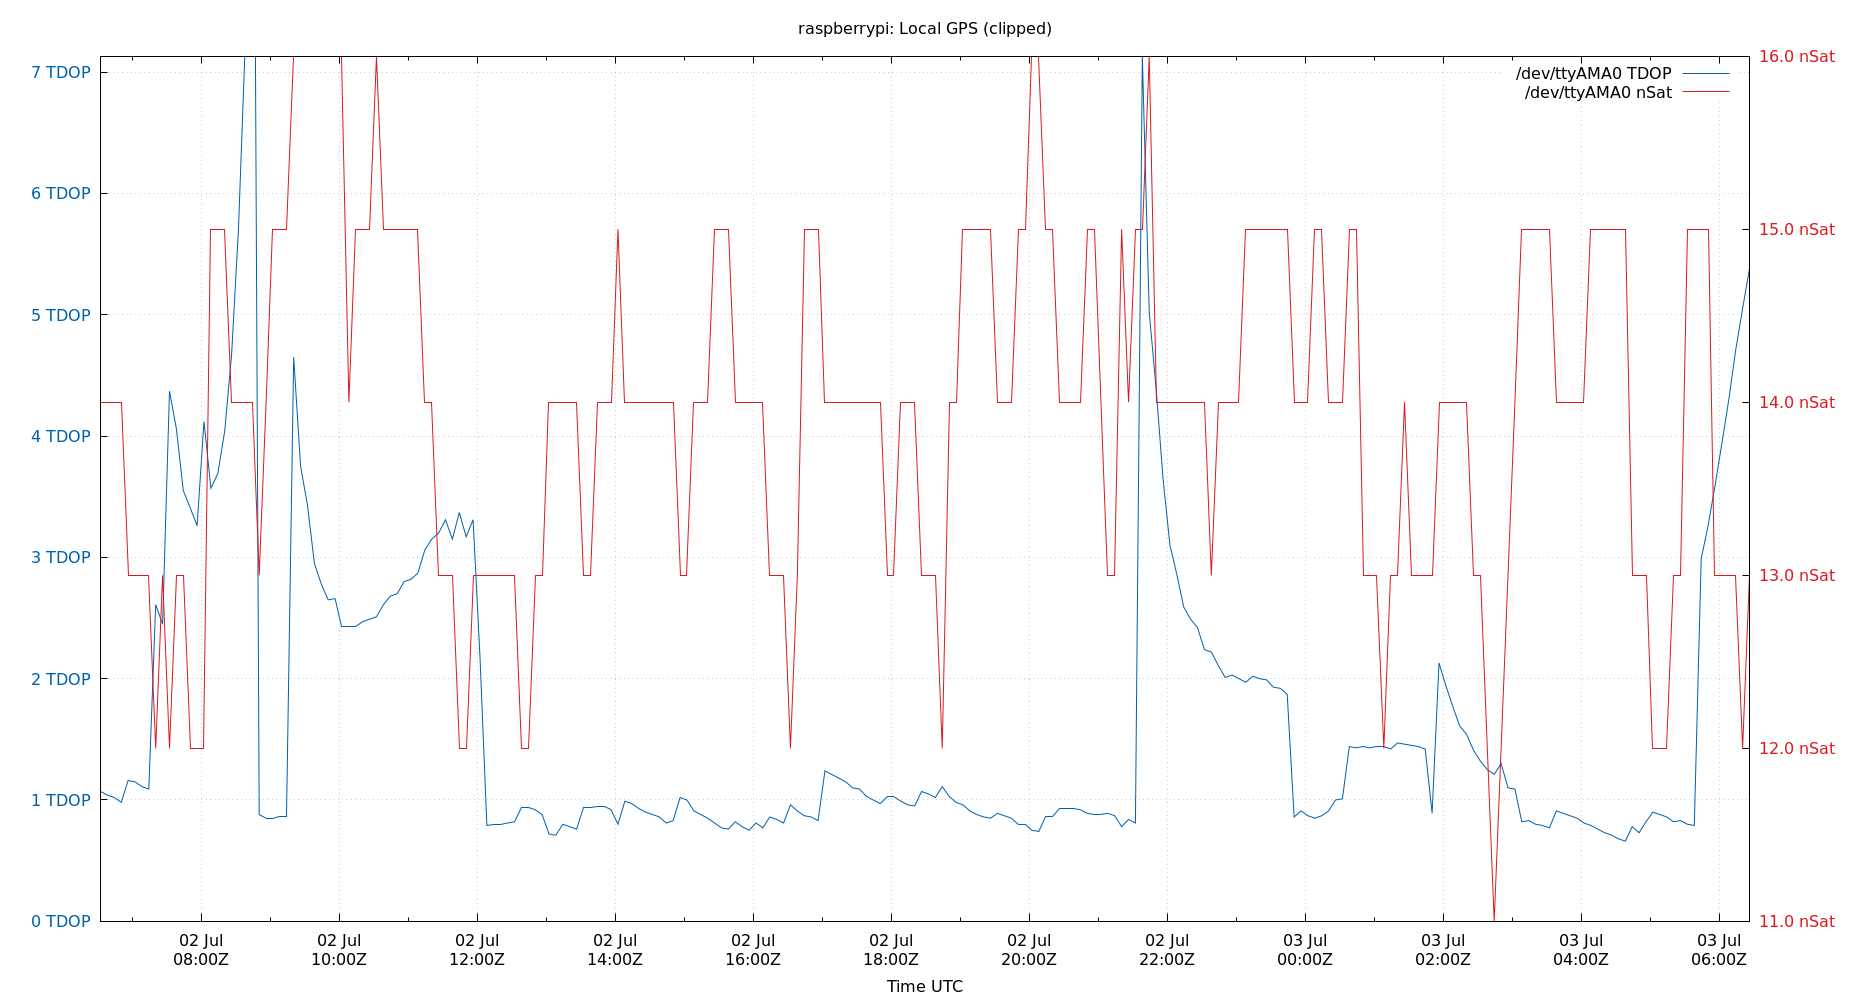 raspberrypi: Local GPS (clipped)
/dev/ttyAMA0 TDOP
/dev/ttyAMA0 nSat
7 TDOP
6 TDOP
5 TDOP
4 TDOP
3 TDOP
2 TDOP
1 TDOP
0 TDOP
16.0 nSat
15.0 nSat
14.0 nSat
13.0 nSat
12.0 nSat
11.0 nSat
02 Jul
08:00Z
02 Jul
10:00Z
02 Jul
12:00Z
02 Jul
14:00Z
02 Jul
16:00Z
02 Jul
18:00Z
02 Jul
20:00Z
02 Jul
22:00Z
03 Jul
00:00Z
03 Jul
02:00Z
03 Jul
04:00Z
03 Jul
06:00Z
Time UTC